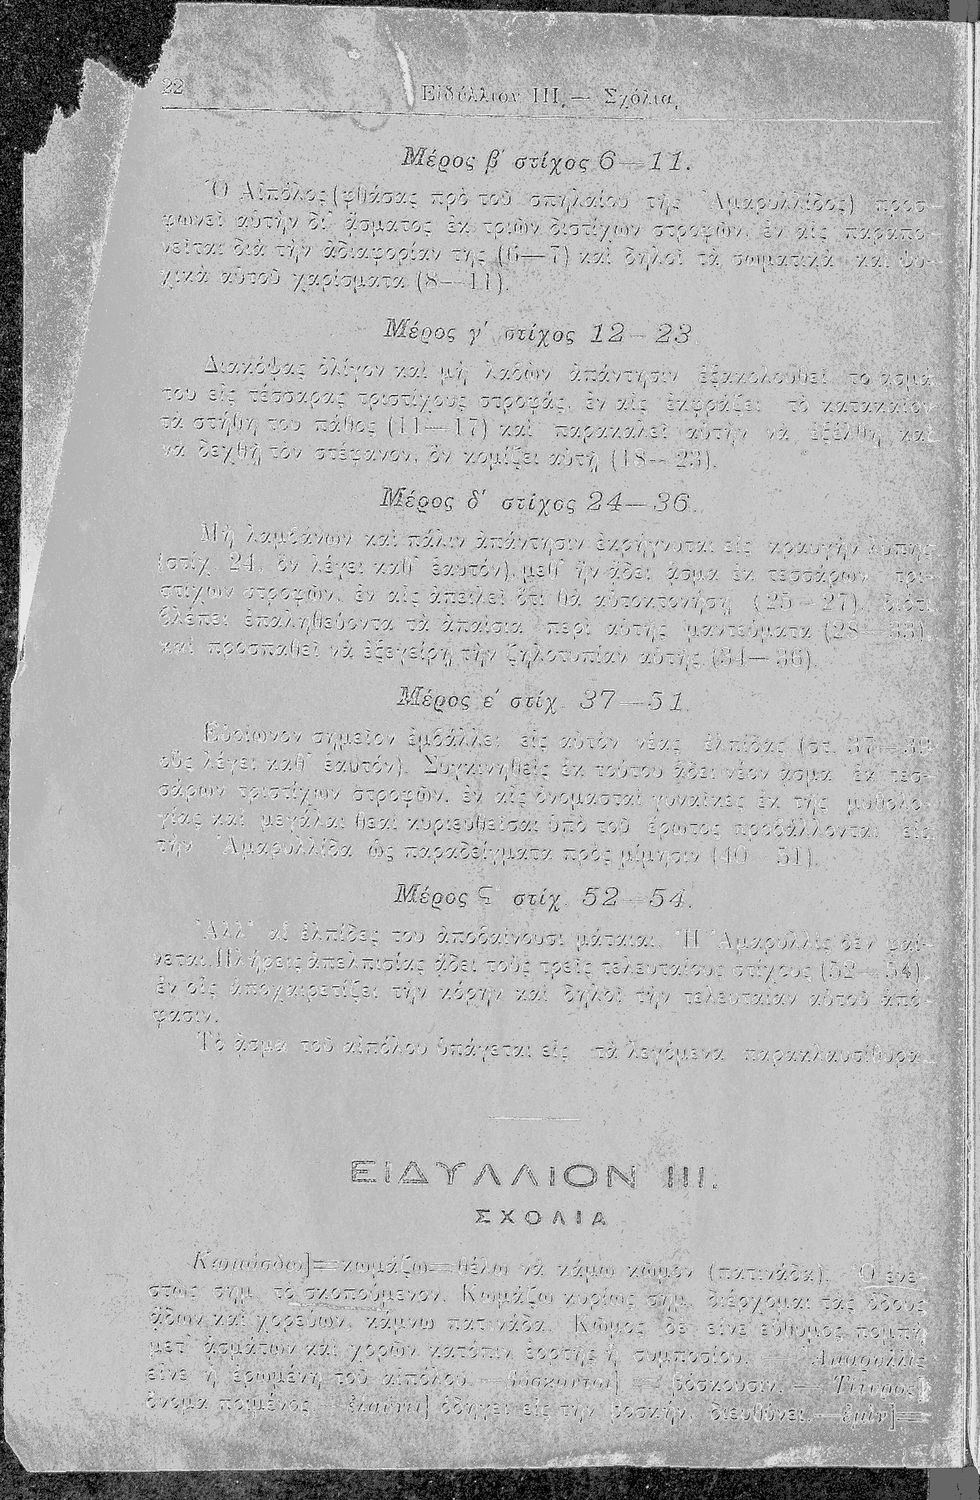 22
Εἰδύλλιον ΙΙΙ. — Σχόλια.
Μέρος β΄ στίχος 6—11.
Ὁ Αἰπόλος (φθάσας πρὸ τοῦ σπηλαίου τῆς Ἀμαρυλλίδος) προσ-
φωνεῖ αὐτὴν δι' ᾄσματος ἐκ τριῶν διστίχων στροφῶν, ἐν αἷς παραπο-
νεῖται διὰ τὴν ἀδιαφορίαν της (6—7) καὶ δηλοῖ τὰ σωματικὰ καὶ ψυ-
χικὰ αὐτοῦ χαρίσματα (8—11).
Μέρος γ΄ στίχος 12—23
Διακόψας ὀλίγον καὶ μὴ λαβὼν ἀπάντησιν ἐξακολουθεῖ τὸ ᾆσμά
του εἰς τέσσαρας τριστίχους στροφάς, ἐν αἷς ἐκφράζει τὸ κατακαῖον
τὰ στήθη του πάθος (11—17) καὶ παρακαλεῖ αὐτὴν νὰ ἐξέλθῃ καὶ
νὰ δεχθῇ τὸν στέφανον, ὃν κομίζει αὐτῇ (18—23).
Μέρος δ΄ στίχος 24—36.
Μὴ λαμβάνων καὶ πάλιν ἀπάντησιν ἐκρήγνυται εἰς κραυγὴν λύπης
(στίχ. 24, ὃν λέγει καθ' ἑαυτόν), μεθ' ἣν ᾄδει ᾆσμα ἐκ τεσσάρων τρι-
στίχων στροφῶν, ἐν αἷς ἀπειλεῖ ὅτι θὰ αὐτοκτονήσῃ (25—27), διότι
βλέπει ἐπαληθεύοντα τὰ ἀπαίσια περὶ αὐτῆς μαντεύματα (28—33),
καὶ προσπαθεῖ νὰ ἐξεγείρῃ τὴν ζηλοτυπίαν αὐτῆς (34—36).
Μέρος ε΄ στίχ. 37—51.
Εὐοίωνον σημεῖον ἐμβάλλει εἰς αὐτὸν νέας ἐλπίδας (στ. 37—39
οὓς λέγει καθ' ἑαυτόν). Συγκινηθεὶς ἐκ τούτου ᾄδει νέον ᾆσμα ἐκ τεσ-
σάρων τριστίχων στροφῶν, ἐν αἷς ὀνομασταὶ γυναῖκες ἐκ τῆς μυθολο-
γίας καὶ μεγάλαι θεαὶ κυριευθεῖσαι ὑπὸ τοῦ ἔρωτος προβάλλονται εἰς
τὴν Ἀμαρυλλίδα ὡς παραδείγματα πρὸς μίμησιν (40—51).
Μέρος ϛ΄ στίχ. 52—54.
Ἀλλ' αἱ ἐλπίδες του ἀποβαίνουσι μάταιαι. Ἡ Ἀμαρυλλὶς δὲν φαί-
νεται. Πλήρεις ἀπελπισίας ᾄδει τοὺς τρεῖς τελευταίους στίχους (52—54),
ἐν οἷς ἀποχαιρετίζει τὴν κόρην καὶ δηλοῖ τὴν τελευταίαν αὐτοῦ ἀπό-
φασιν.
Τὸ ᾆσμα τοῦ αἰπόλου ὑπάγεται εἰς τὰ λεγόμενα παρακλαυσίθυρα.
ΕΙΔΥΛΛΙΟΝ ΙΙΙ.
ΣΧΟΛΙΑ
Κωμάσδω]=κωμάζω=θέλω νὰ κάμω κῶμον (πατινάδα). Ὁ ἐνε-
στὼς σημ. τὸ σκοπούμενον. Κωμάζω κυρίως σημ. διέρχομαι τὰς ὁδοὺς
ᾄδων καὶ χορεύων, κάμνω πατινάδα. Κῶμος δὲ εἶνε εὔθυμος πομπὴ
μετ' ᾀσμάτων καὶ χορῶν κατόπιν ἑορτῆς ἢ συμποσίου. — Ἀμαρυλλὶς
εἶνε ἡ ἐρωμένη τοῦ αἰπόλου — βόσκονται] = βόσκουσιν. — Τίτυρος]
ὄνομα ποιμένος — ἐλαύνει] ὁδηγεῖ εἰς τὴν βοσκήν, διευθύνει. — ἐμὶν]=